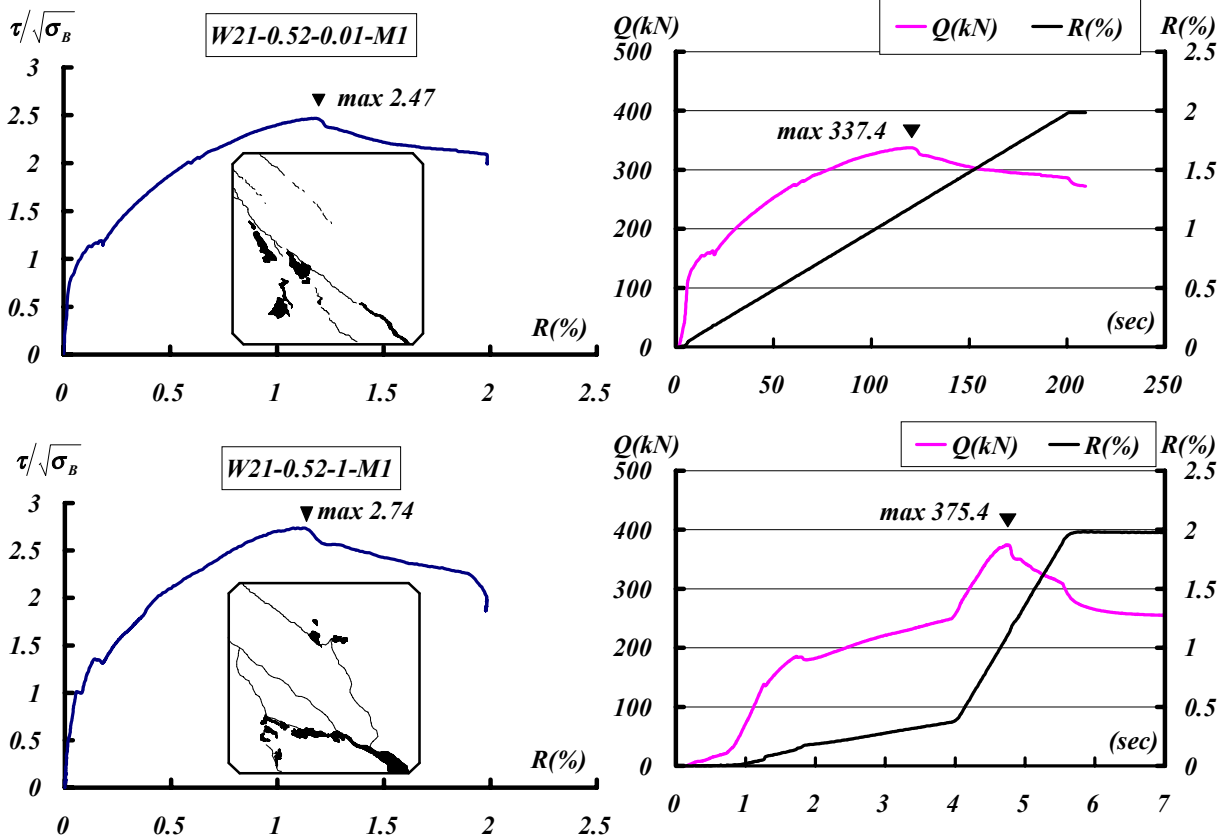 τ/√σB
W21-0.52-0.01-M1
3
2.5
2
1.5
1
0.5
0
max 2.47
R(%)
0 0.5 1 1.5 2 2.5
Q(kN)
Q(kN) R(%)
R(%)
500
400
300
200
100
0
max 337.4
2.5
2
1.5
1
0.5
0
(sec)
0 50 100 150 200 250
τ/√σB
W21-0.52-1-M1
3
2.5
2
1.5
1
0.5
0
max 2.74
R(%)
0 0.5 1 1.5 2 2.5
Q(kN)
Q(kN) R(%)
R(%)
500
400
300
200
100
0
max 375.4
2.5
2
1.5
1
0.5
0
(sec)
0 1 2 3 4 5 6 7